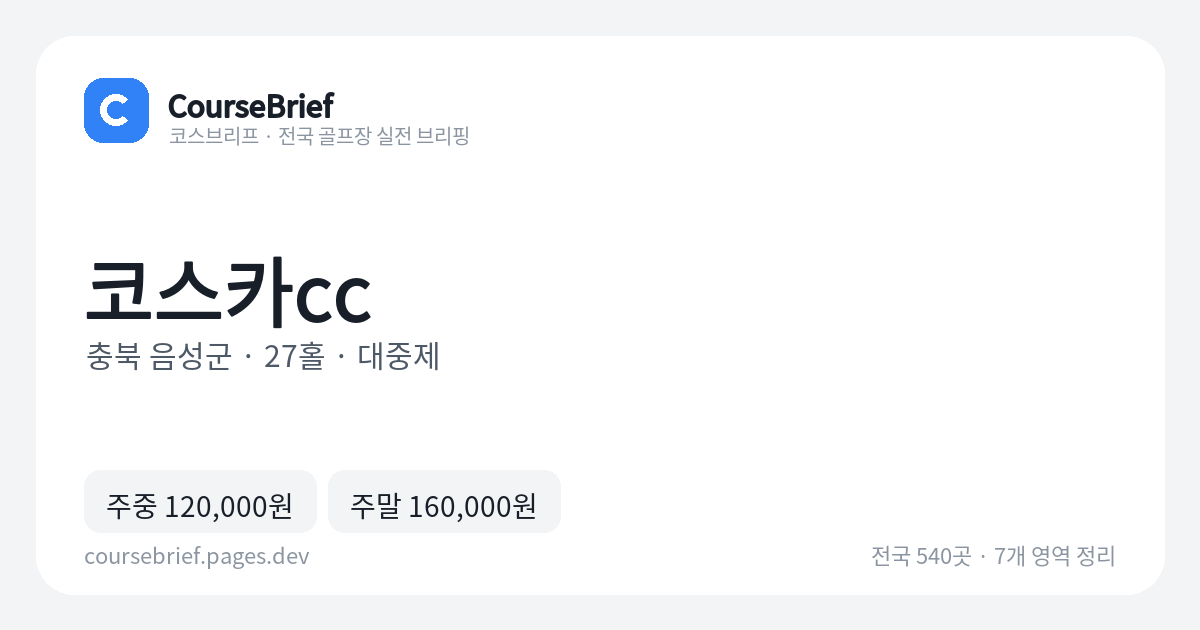 CourseBrief
코스브리프 · 전국 골프장 실전 브리핑
코스카cc
충북 음성군 · 27홀 · 대중제
주중 120,000원 주말 160,000원
coursebrief.pages.dev 전국 540곳 · 7개 영역 정리